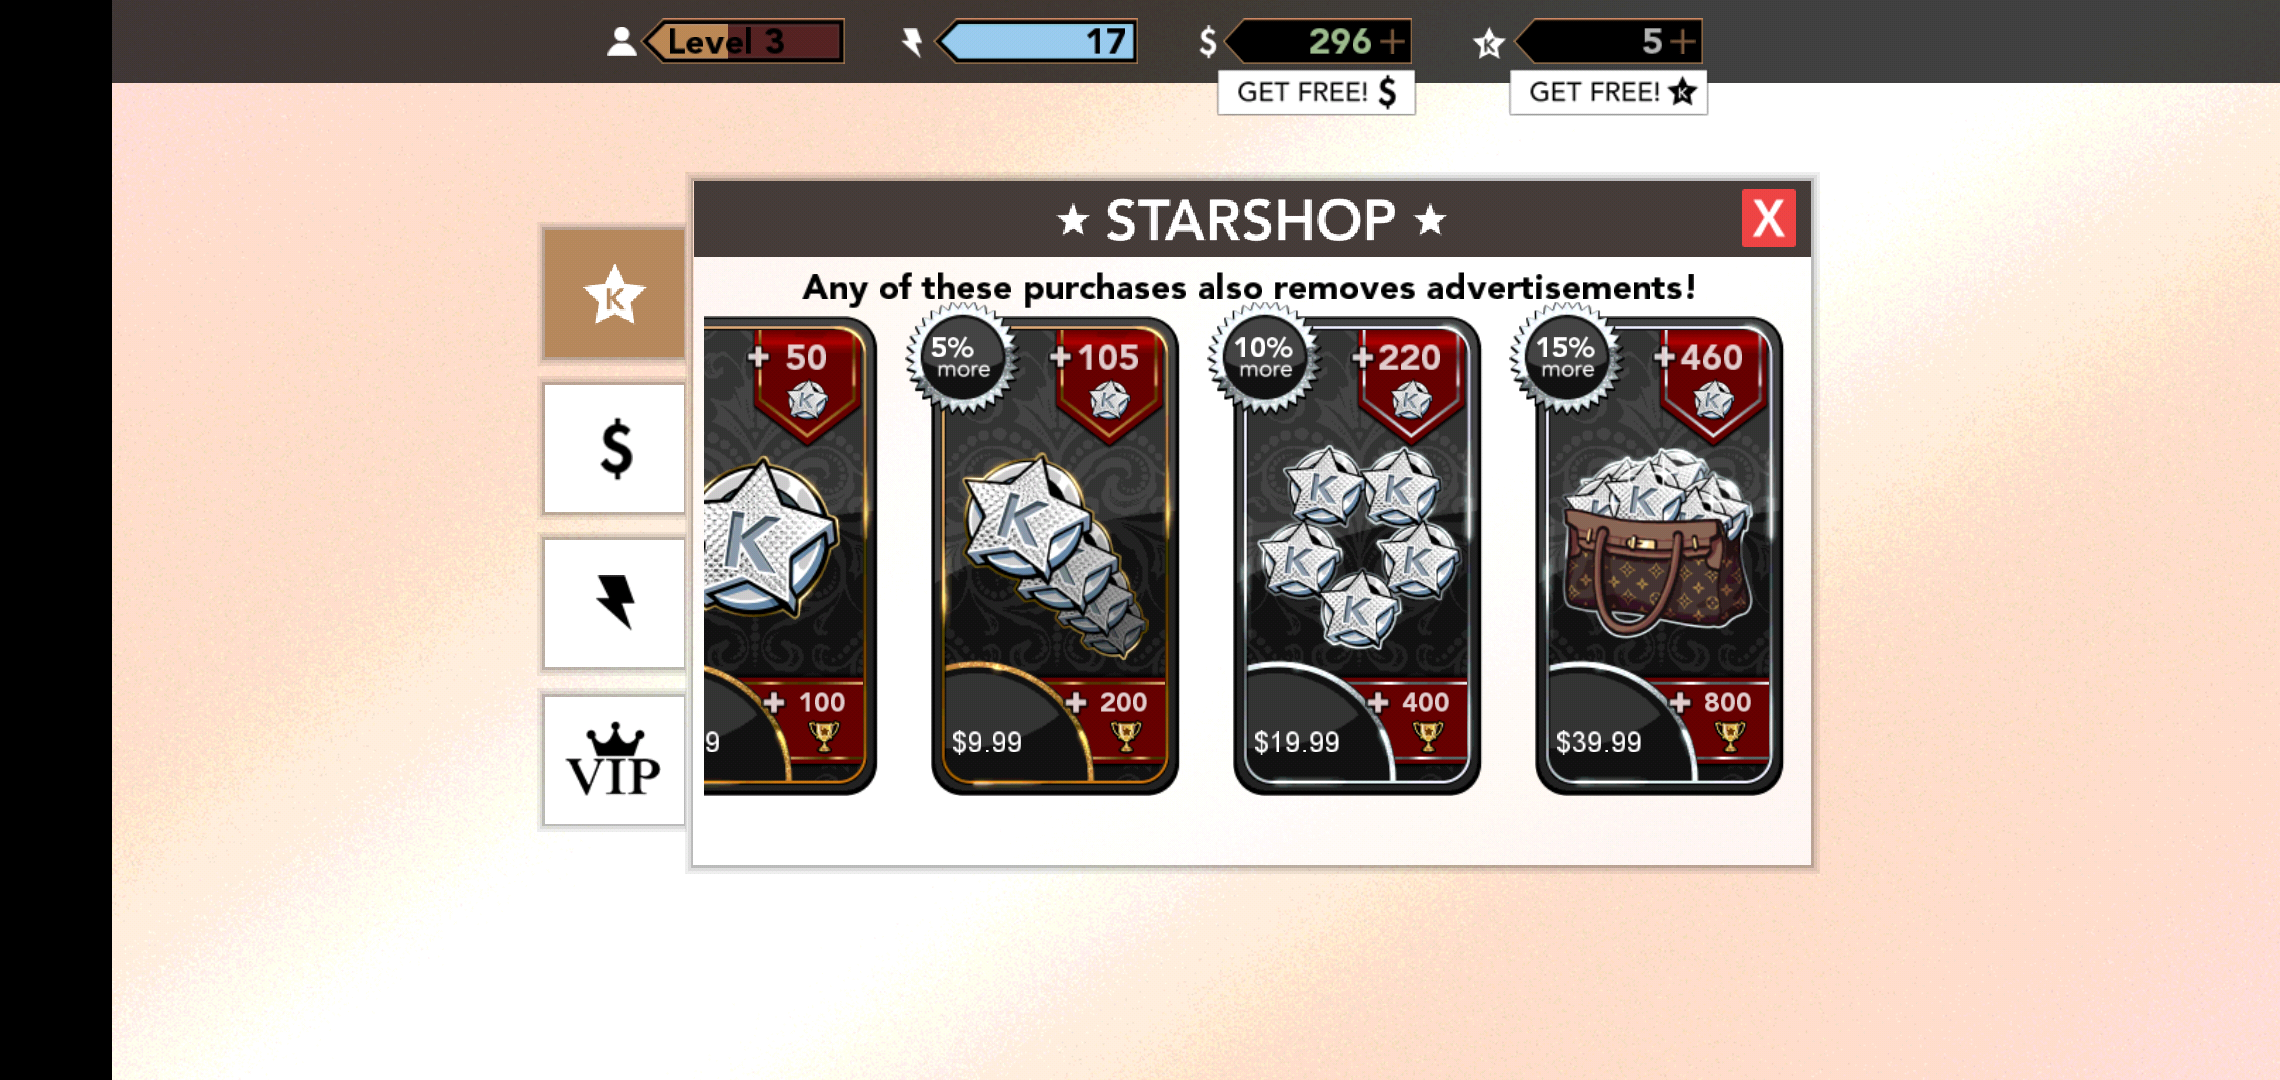 Level 3
17
$ 296 +
K 5 +
GET FREE! $
GET FREE! K
★ STARSHOP ★
X
Any of these purchases also removes advertisements!
K
$
VIP
+ 50
K
K
+ 100
9
5%
more
+ 105
K
K
+ 200
$9.99
10%
more
+ 220
K
K K
K K
K
+ 400
$19.99
15%
more
+ 460
K
K
+ 800
$39.99